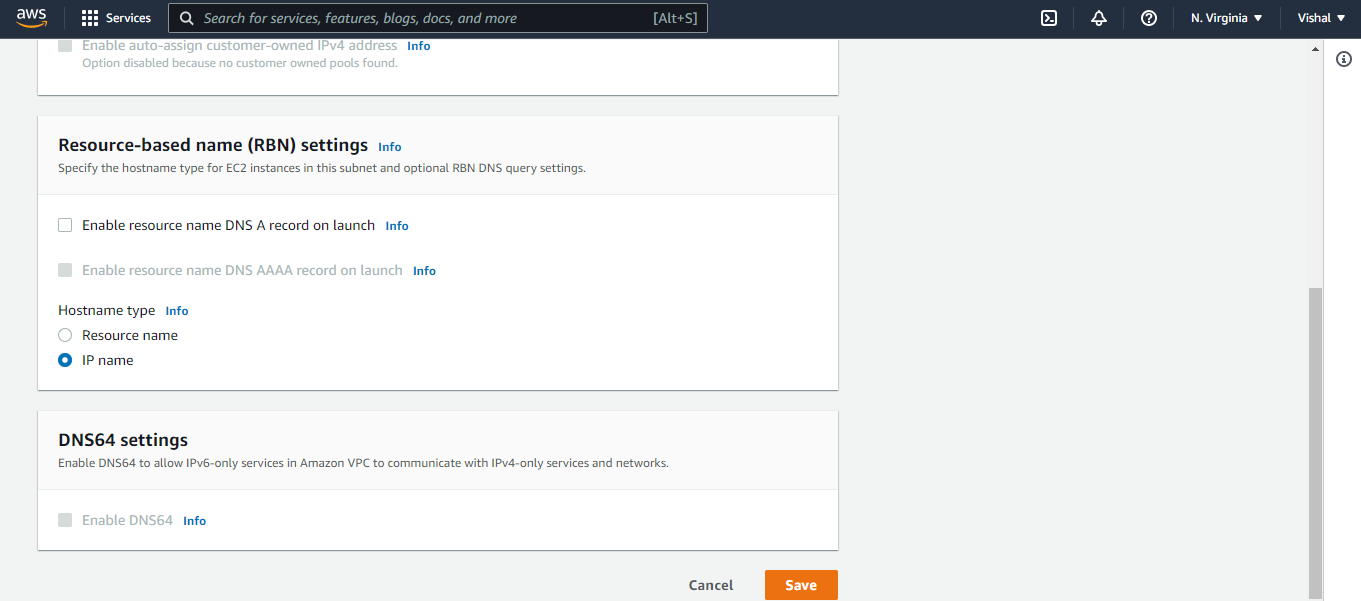 aws Services Search for services, features, blogs, docs, and more [Alt+S] N. Virginia Vishal
Enable auto-assign customer-owned IPv4 address Info
Option disabled because no customer owned pools found.
Resource-based name (RBN) settings Info
Specify the hostname type for EC2 instances in this subnet and optional RBN DNS query settings.
Enable resource name DNS A record on launch Info
Enable resource name DNS AAAA record on launch Info
Hostname type Info
Resource name
IP name
DNS64 settings
Enable DNS64 to allow IPv6-only services in Amazon VPC to communicate with IPv4-only services and networks.
Enable DNS64 Info
Cancel Save